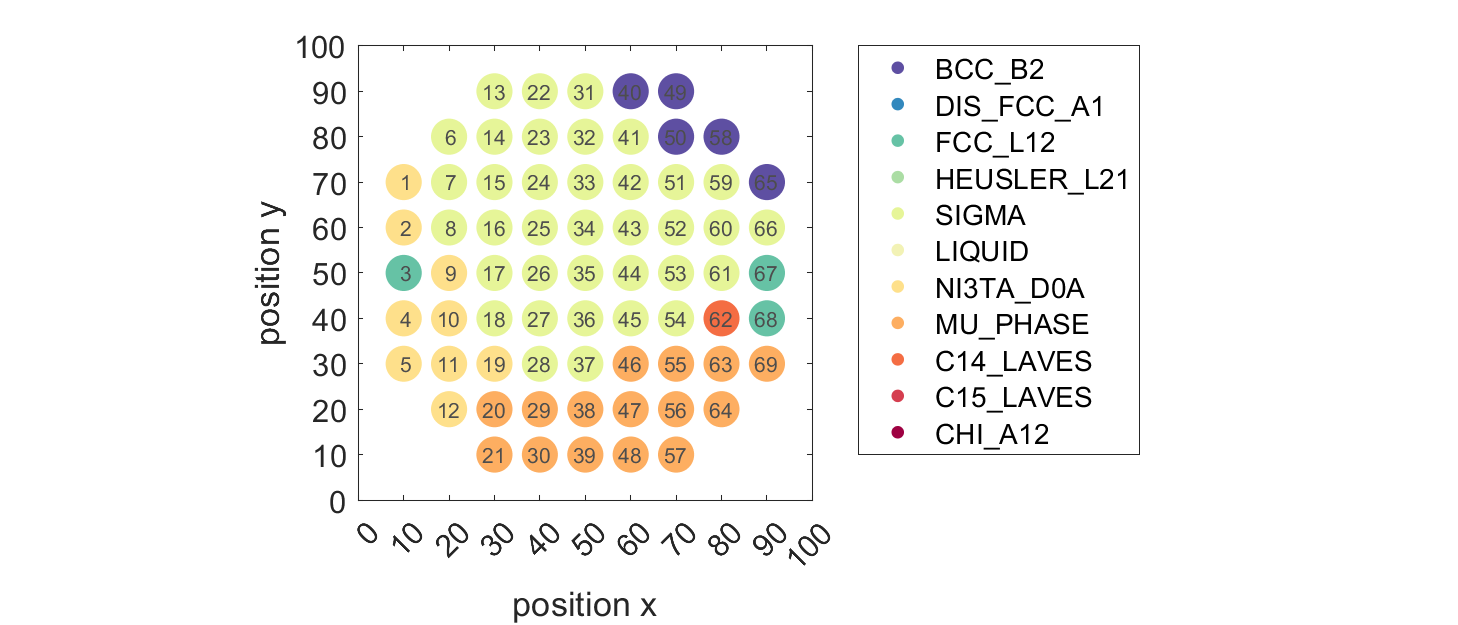 100
90 13 22 31 40 49
80 6 14 23 32 41 50 58
70 1 7 15 24 33 42 51 59 65
60 2 8 16 25 34 43 52 60 66
50 3 9 17 26 35 44 53 61 67
40 4 10 18 27 36 45 54 62 68
30 5 11 19 28 37 46 55 63 69
20 12 20 29 38 47 56 64
10 21 30 39 48 57
0
0 10 20 30 40 50 60 70 80 90 100
position x
position y
BCC_B2
DIS_FCC_A1
FCC_L12
HEUSLER_L21
SIGMA
LIQUID
NI3TA_D0A
MU_PHASE
C14_LAVES
C15_LAVES
CHI_A12